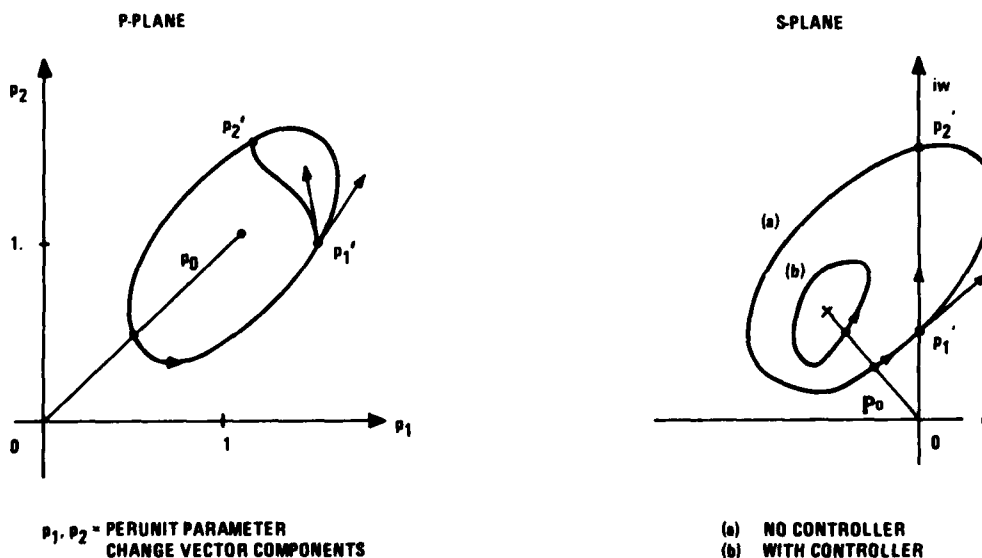 P-PLANE
p2
p2'
1.
p0
p1'
0
1
p1
p1, p2 = PERUNIT PARAMETER
CHANGE VECTOR COMPONENTS
S-PLANE
iw
p2'
(a)
(b)
p1'
Po
0
(a) NO CONTROLLER
(b) WITH CONTROLLER